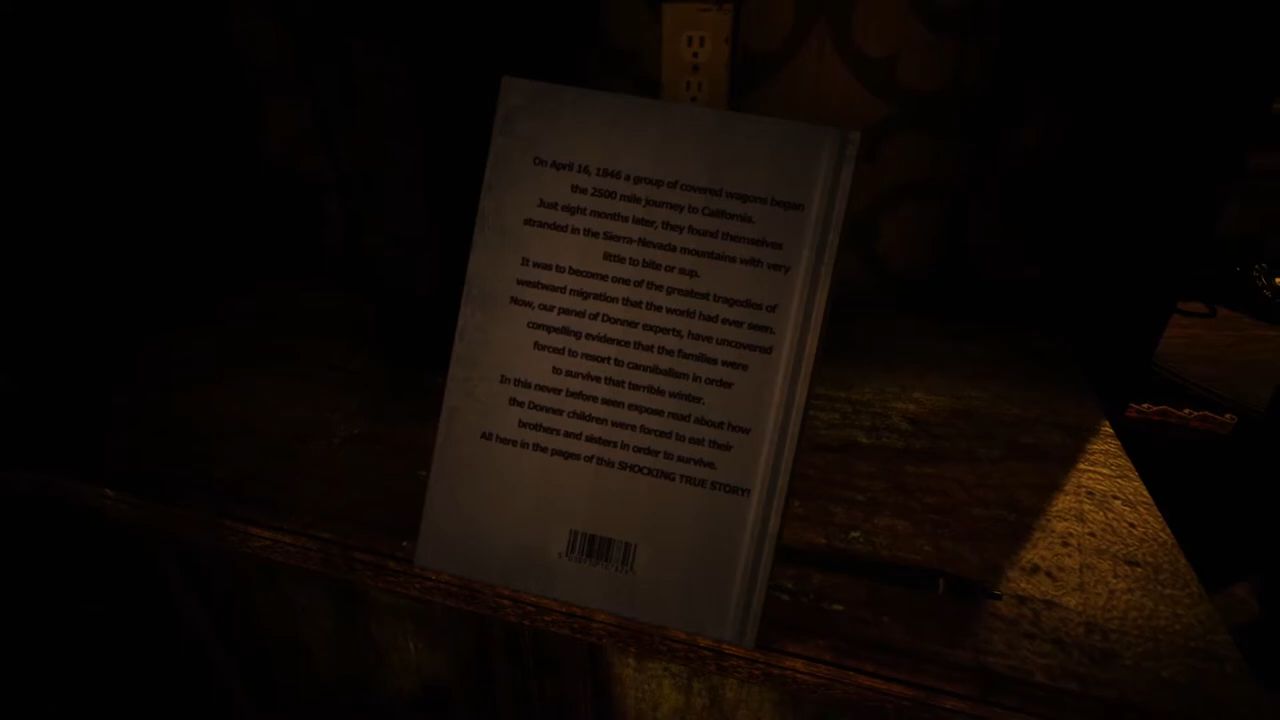 On April 16, 1846 a group of covered wagons began
the 2500 mile journey to California.
Just eight months later, they found themselves
stranded in the Sierra-Nevada mountains with very
little to bite or sup.
It was to become one of the greatest tragedies of
westward migration that the world had ever seen.
Now, our panel of Donner experts, have uncovered
compelling evidence that the families were
forced to resort to cannibalism in order
to survive that terrible winter.
In this never before seen expose read about how
the Donner children were forced to eat their
brothers and sisters in order to survive.
All here in the pages of this SHOCKING TRUE STORY!